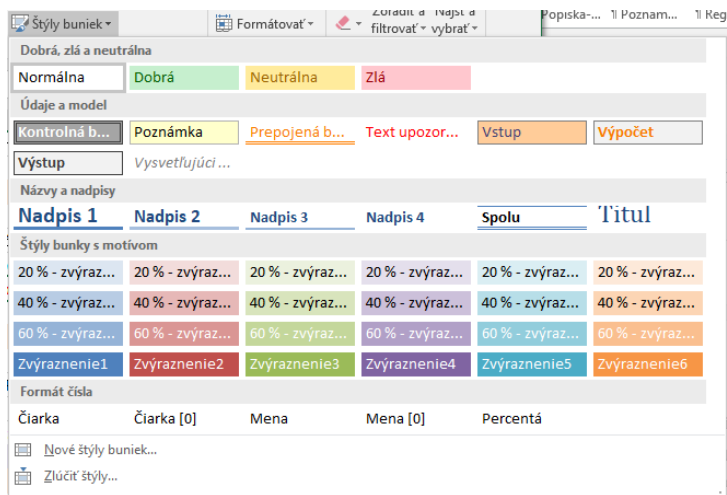 Štýly buniek
Formátovať
Zoradiť a
filtrovať
Nájsť a
vybrať
Popiska-...
¶ Poznam...
¶ Reg
Dobrá, zlá a neutrálna
Normálna Dobrá Neutrálna Zlá
Údaje a model
Kontrolná b... Poznámka Prepojená b... Text upozor... Vstup Výpočet
Výstup Vysvetľujúci ...
Názvy a nadpisy
Nadpis 1 Nadpis 2 Nadpis 3 Nadpis 4 Spolu Titul
Štýly bunky s motívom
20 % - zvýraz... 20 % - zvýraz... 20 % - zvýraz... 20 % - zvýraz... 20 % - zvýraz... 20 % - zvýraz...
40 % - zvýraz... 40 % - zvýraz... 40 % - zvýraz... 40 % - zvýraz... 40 % - zvýraz... 40 % - zvýraz...
60 % - zvýraz... 60 % - zvýraz... 60 % - zvýraz... 60 % - zvýraz... 60 % - zvýraz... 60 % - zvýraz...
Zvýraznenie1 Zvýraznenie2 Zvýraznenie3 Zvýraznenie4 Zvýraznenie5 Zvýraznenie6
Formát čísla
Čiarka Čiarka [0] Mena Mena [0] Percentá
Nové štýly buniek...
Zlúčiť štýly...